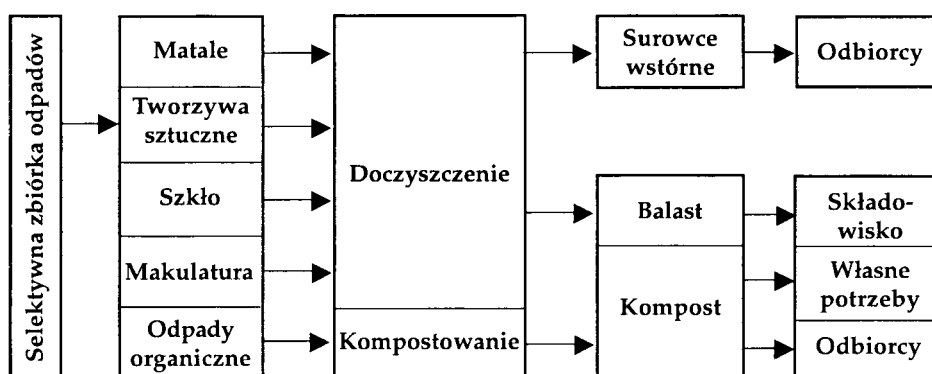 Selektywna zbiórka odpadów
Matale
Tworzywa
sztuczne
Szkło
Makulatura
Odpady
organiczne
Doczyszczenie
Kompostowanie
Surowce
wstórne
Odbiorcy
Balast
Kompost
Składo-
wisko
Własne
potrzeby
Odbiorcy